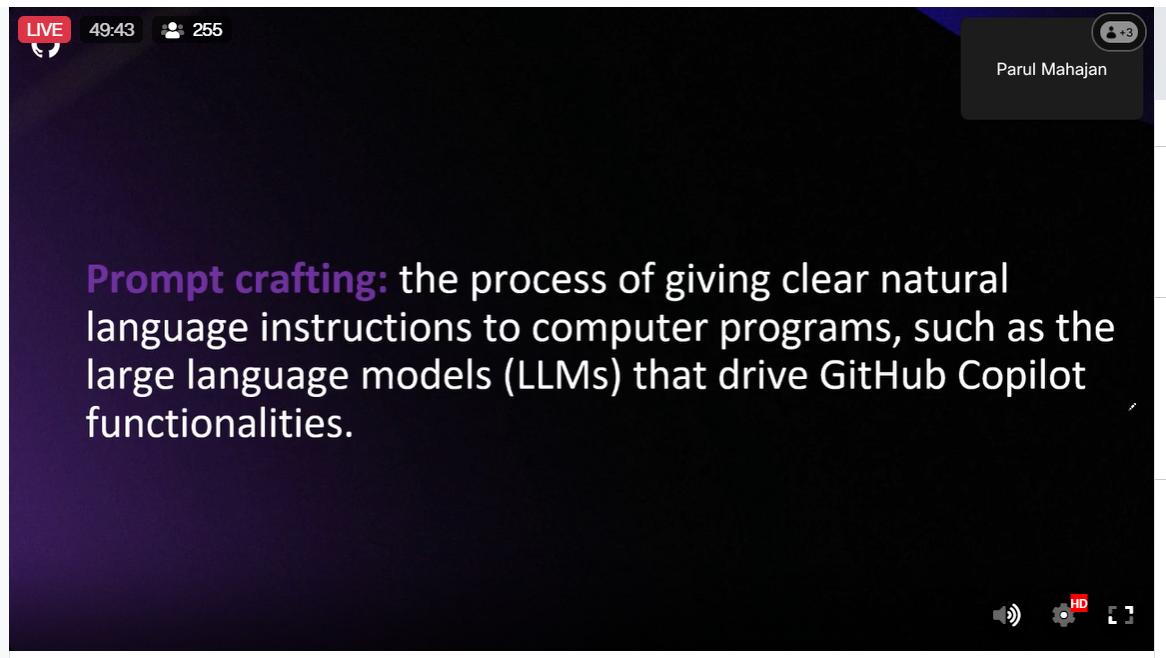 LIVE 49:43 255
+3
Parul Mahajan
Prompt crafting: the process of giving clear natural
language instructions to computer programs, such as the
large language models (LLMs) that drive GitHub Copilot
functionalities.
HD